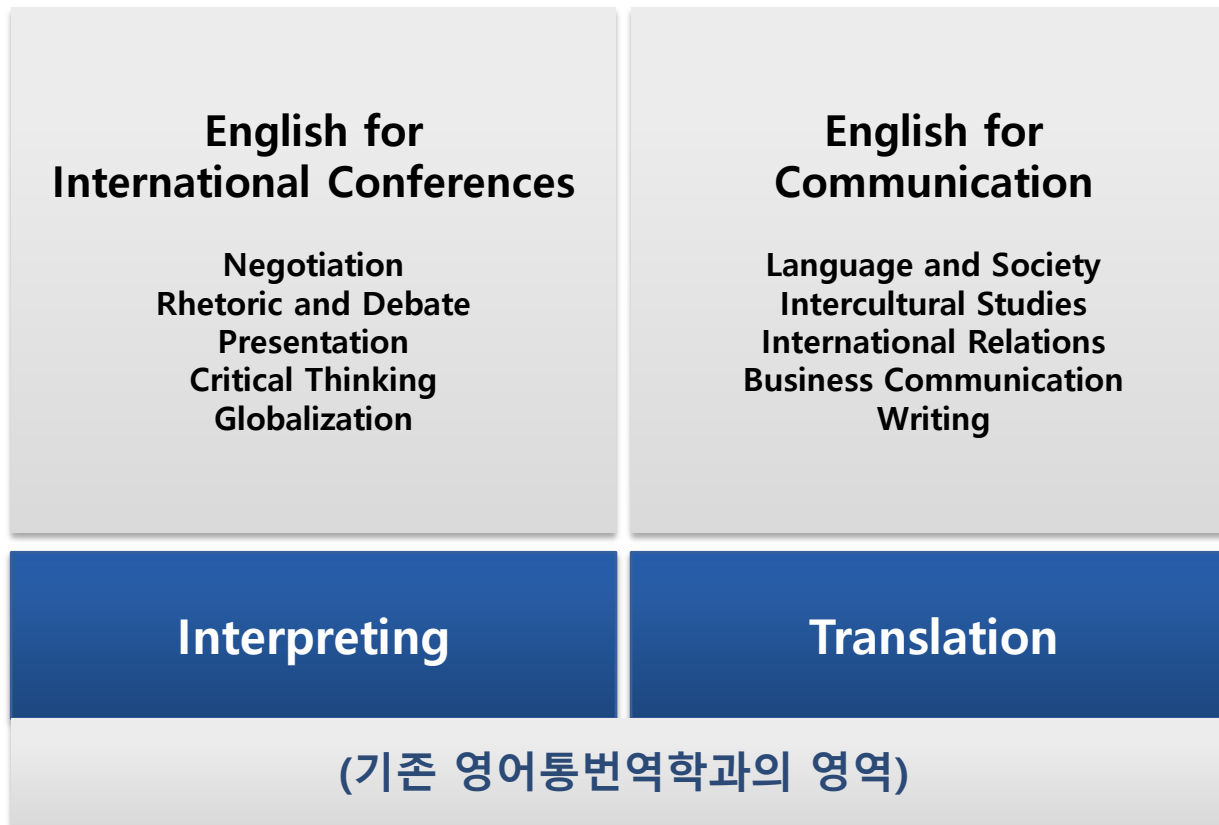 English for
International Conferences
Negotiation
Rhetoric and Debate
Presentation
Critical Thinking
Globalization
English for
Communication
Language and Society
Intercultural Studies
International Relations
Business Communication
Writing
Interpreting
Translation
(기존 영어통번역학과의 영역)